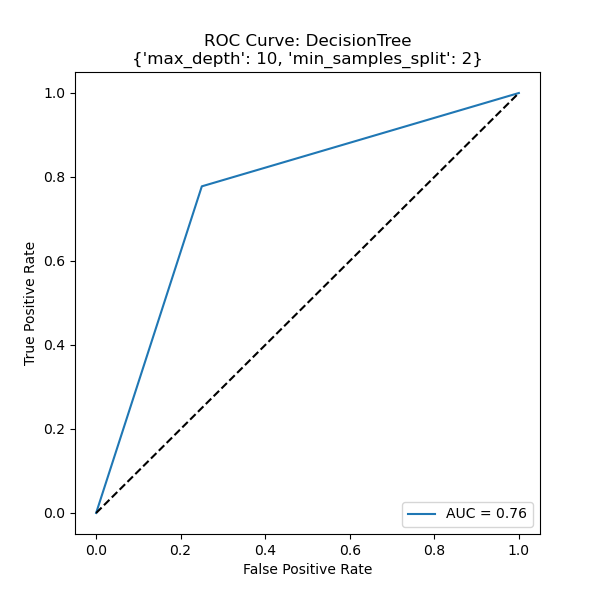 ROC Curve: DecisionTree
{'max_depth': 10, 'min_samples_split': 2}
True Positive Rate
1.0
0.8
0.6
0.4
0.2
0.0
AUC = 0.76
0.0 0.2 0.4 0.6 0.8 1.0
False Positive Rate